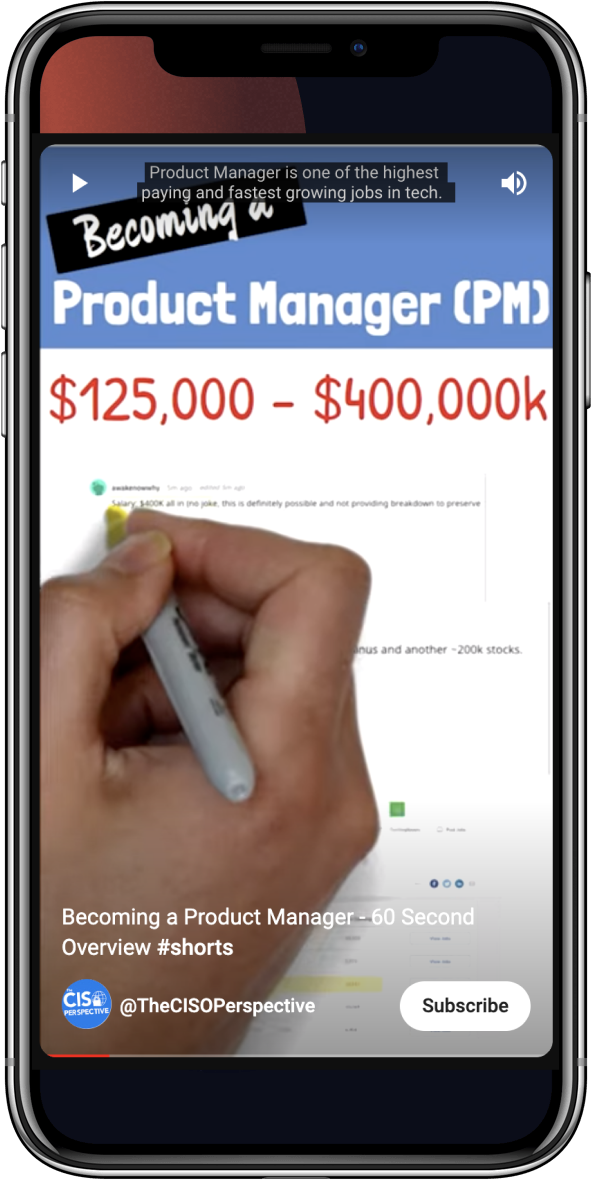 Product Manager is one of the highest
paying and fastest growing jobs in tech.
Becoming a
Product Manager (PM)
$125,000 - $400,000k
awakenowwhy 5m ago edited 5m ago
Salary: $400K all in (no joke, this is definitely possible and not providing breakdown to preserve
and another ~200k stocks.
Becoming a Product Manager - 60 Second
Overview #shorts
CISO
PERSPECTIVE
@TheCISOPerspective
Subscribe